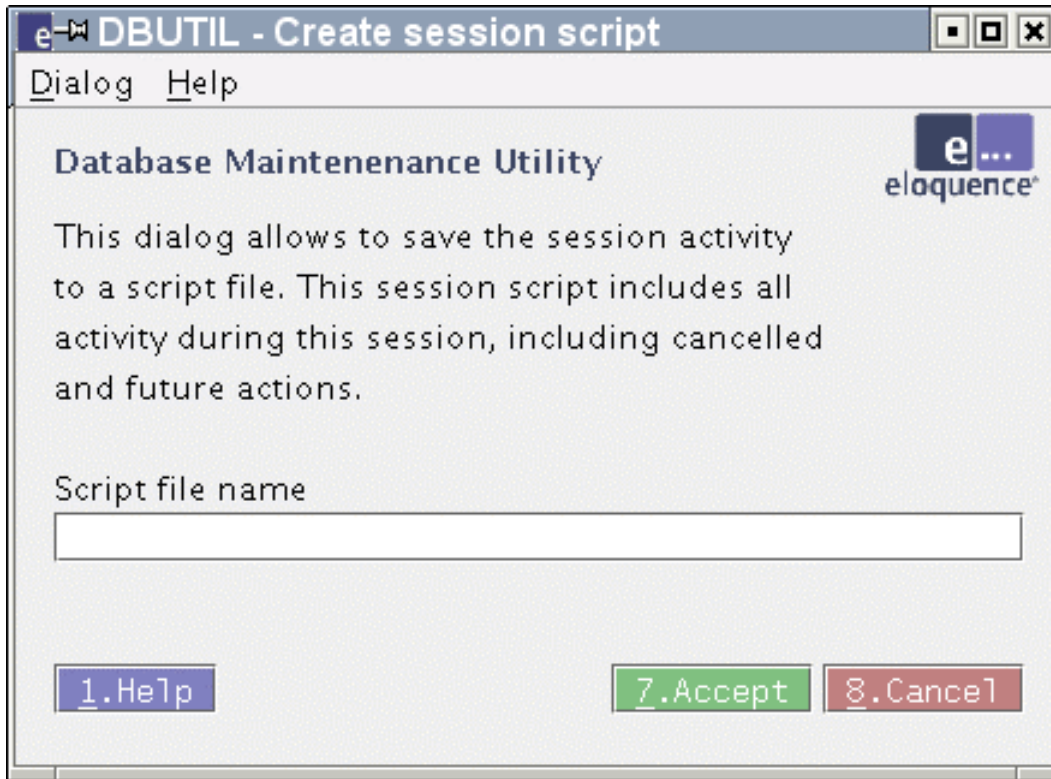 e DBUTIL - Create session script
Dialog Help
e...
eloquence
Database Maintenenance Utility
This dialog allows to save the session activity
to a script file. This session script includes all
activity during this session, including cancelled
and future actions.
Script file name
1.Help 7.Accept 8.Cancel